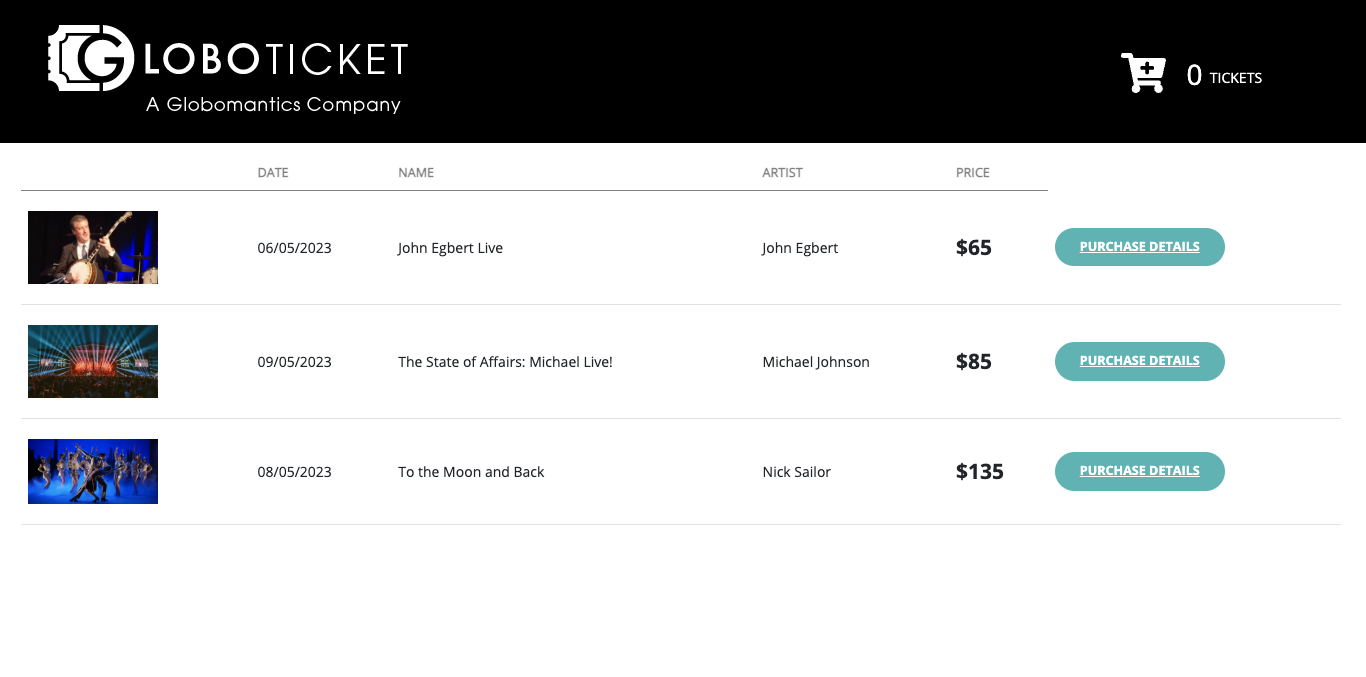 GLOBOTICKET
A Globomantics Company
0 TICKETS
DATE NAME ARTIST PRICE
06/05/2023 John Egbert Live John Egbert $65 PURCHASE DETAILS
09/05/2023 The State of Affairs: Michael Live! Michael Johnson $85 PURCHASE DETAILS
08/05/2023 To the Moon and Back Nick Sailor $135 PURCHASE DETAILS